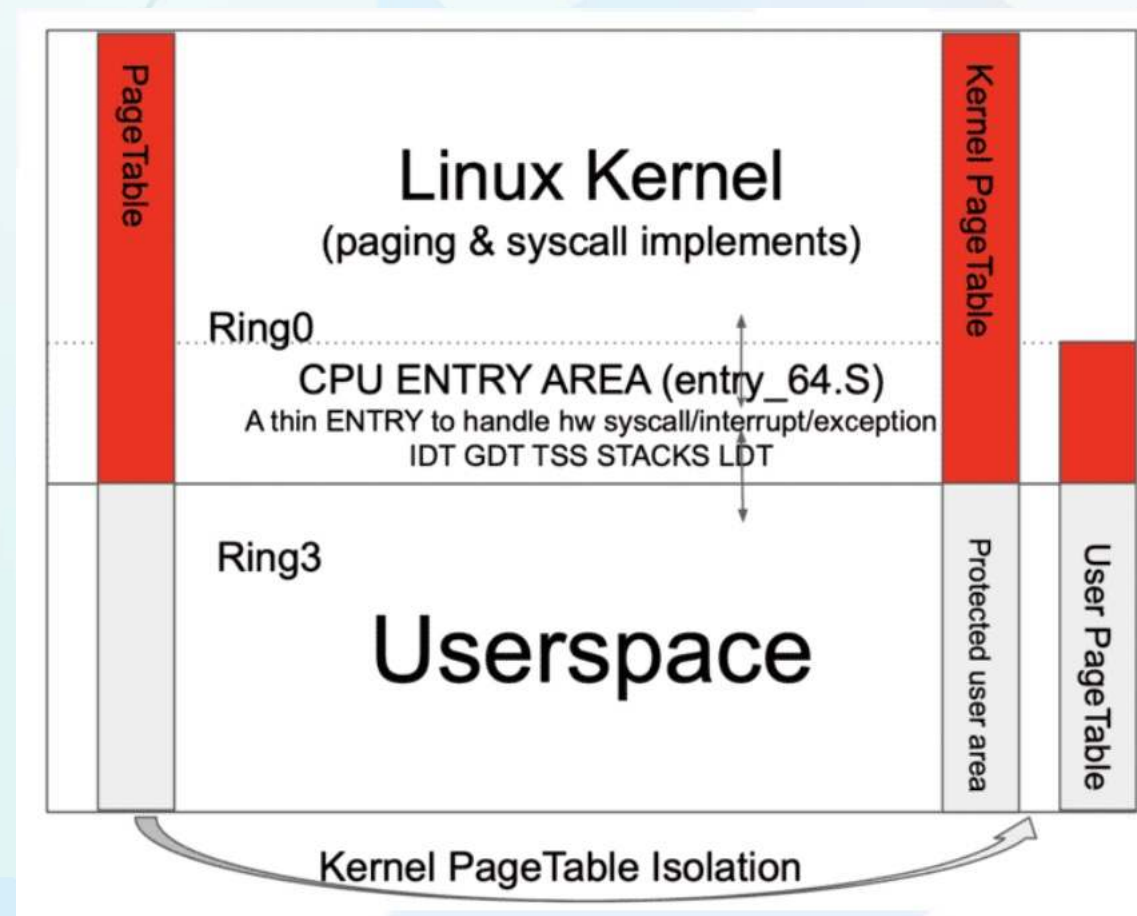 PageTable
Kernel PageTable
Linux Kernel
(paging & syscall implements)
Ring0
CPU ENTRY AREA (entry_64.S)
A thin ENTRY to handle hw syscall/interrupt/exception
IDT GDT TSS STACKS LDT
Ring3
Userspace
Protected user area
User PageTable
Kernel PageTable Isolation